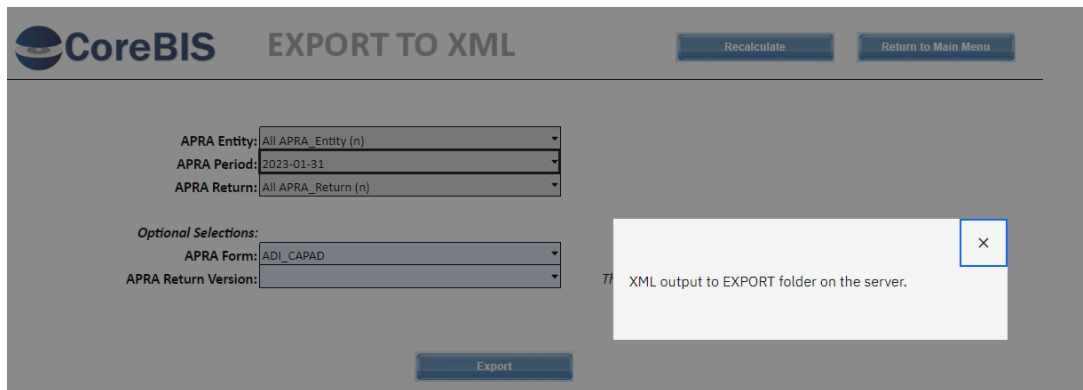 CoreBIS EXPORT TO XML Recalculate Return to Main Menu
APRA Entity: All APRA_Entity (n)
APRA Period: 2023-01-31
APRA Return: All APRA_Return (n)
Optional Selections:
APRA Form: ADI_CAPAD
APRA Return Version:
XML output to EXPORT folder on the server.
Export